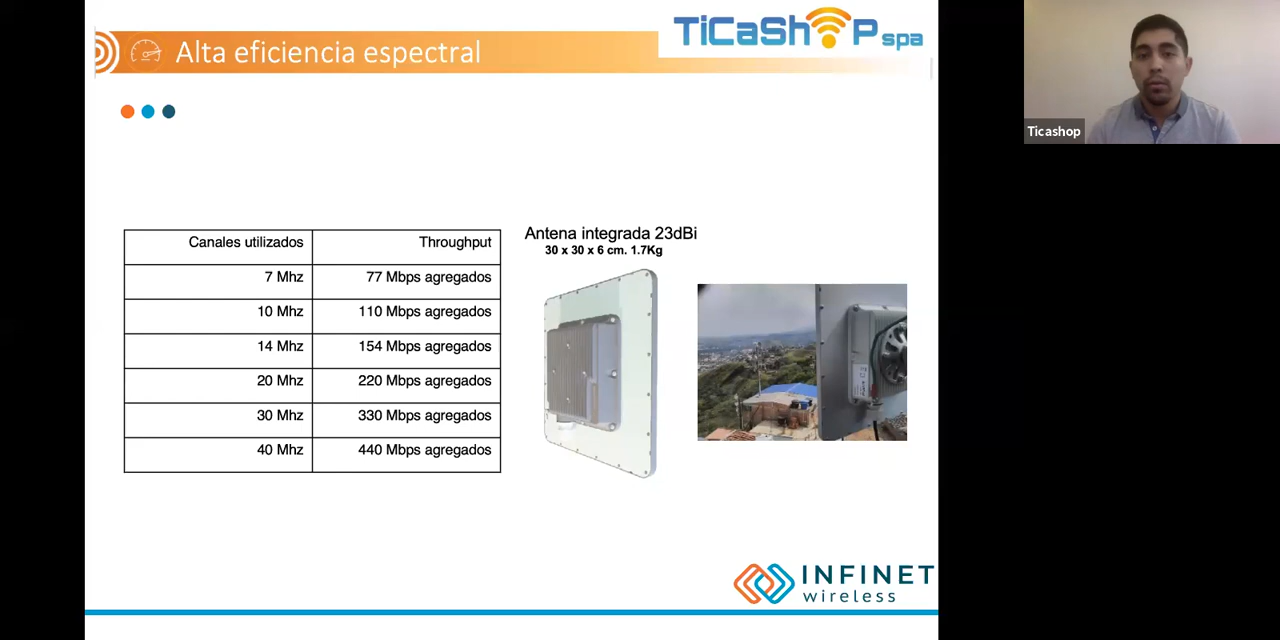 TiCaShOP spa
Alta eficiencia espectral
Ticashop
Canales utilizados Throughput
7 Mhz 77 Mbps agregados
10 Mhz 110 Mbps agregados
14 Mhz 154 Mbps agregados
20 Mhz 220 Mbps agregados
30 Mhz 330 Mbps agregados
40 Mhz 440 Mbps agregados
Antena integrada 23dBi
30 x 30 x 6 cm. 1.7Kg
INFINET
wireless